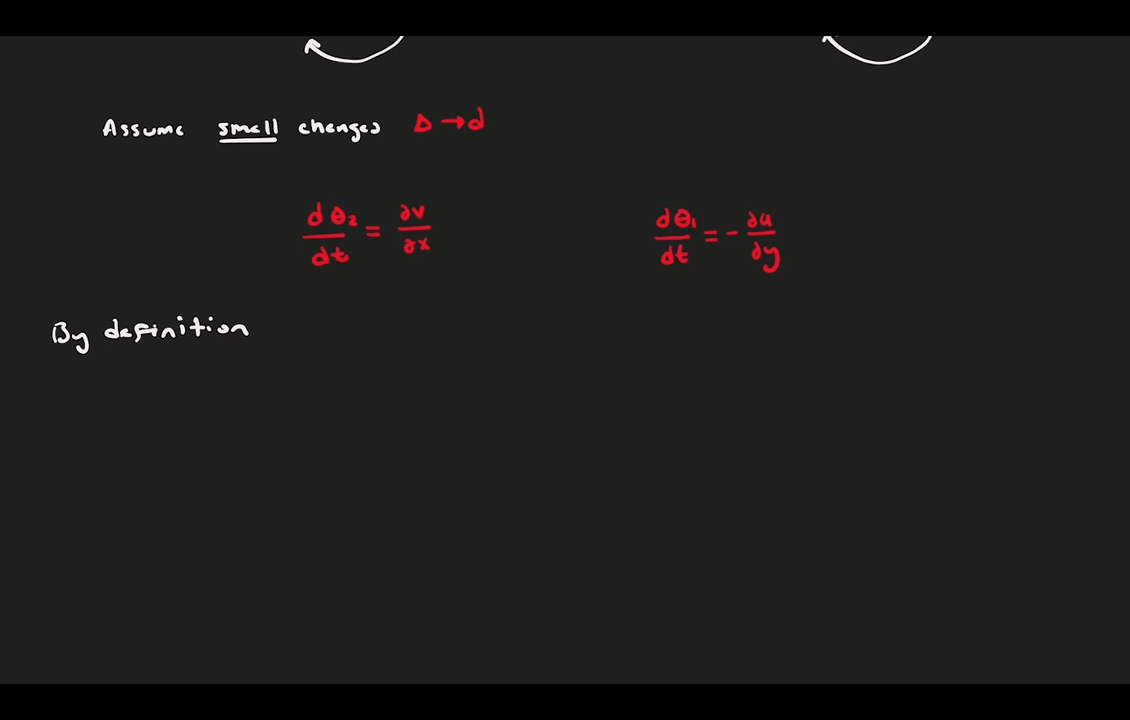 Assume small changes Δ → d
dθ₂/dt = ∂v/∂x    dθ₁/dt = - ∂u/∂y
By definition